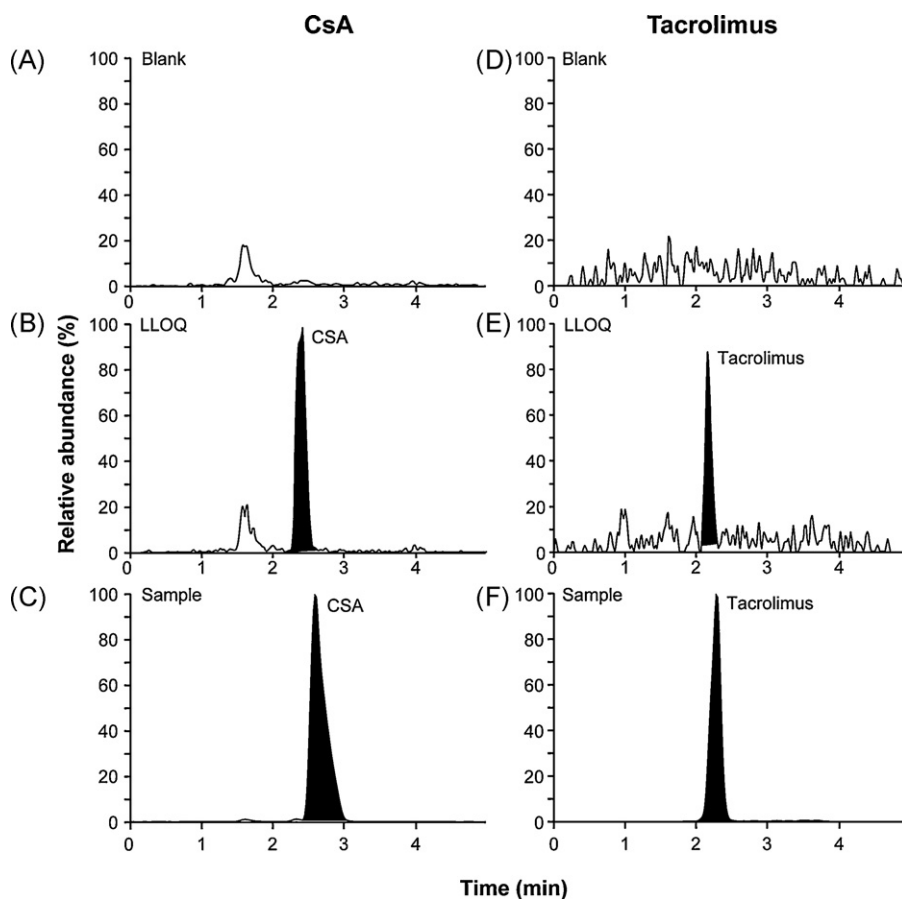 CsA
Tacrolimus
(A)
Blank
100
80
60
40
20
0
0 1 2 3 4
(D)
Blank
100
80
60
40
20
0
0 1 2 3 4
(B)
LLOQ
CSA
100
80
60
40
20
0
0 1 2 3 4
(E)
LLOQ
Tacrolimus
100
80
60
40
20
0
0 1 2 3 4
Relative abundance (%)
(C)
Sample
CSA
100
80
60
40
20
0
0 1 2 3 4
(F)
Sample
Tacrolimus
100
80
60
40
20
0
0 1 2 3 4
Time (min)